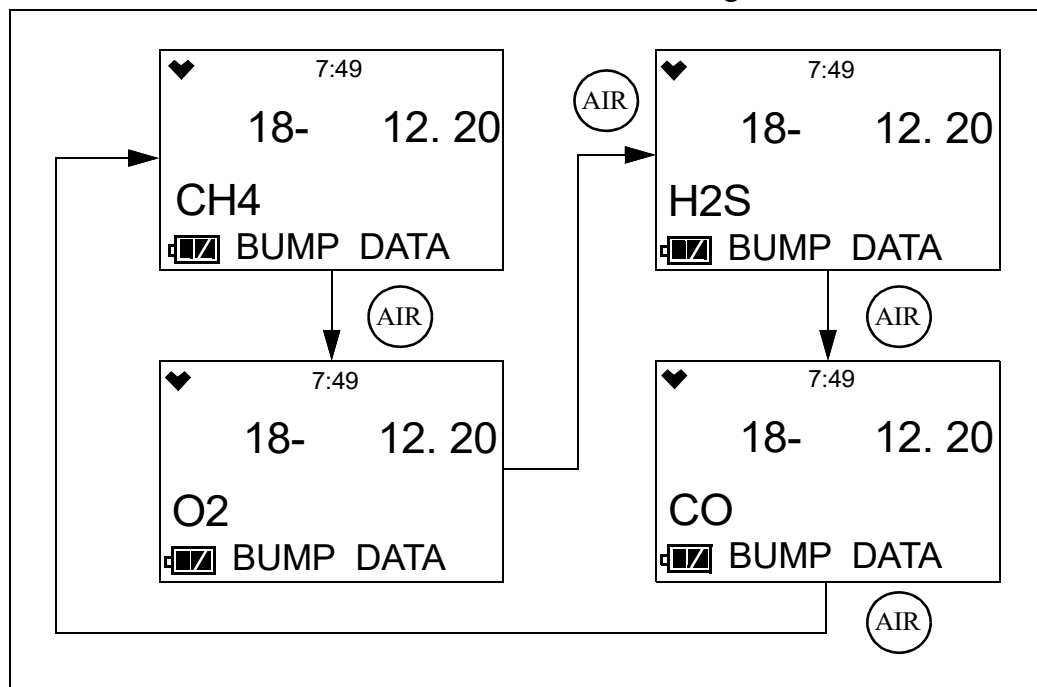 7:49
18- 12. 20
CH4
BUMP DATA
AIR
7:49
18- 12. 20
O2
BUMP DATA
AIR
7:49
18- 12. 20
H2S
BUMP DATA
AIR
7:49
18- 12. 20
CO
BUMP DATA
AIR